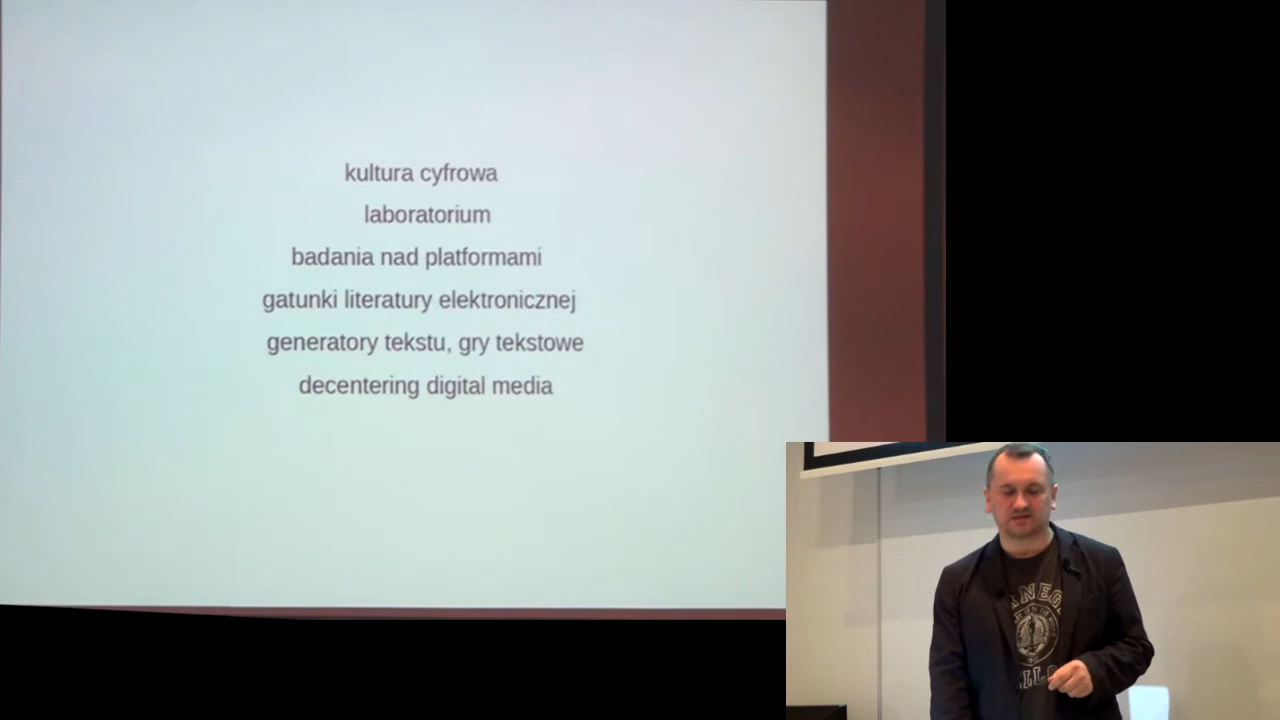 kultura cyfrowa
laboratorium
badania nad platformami
gatunki literatury elektronicznej
generatory tekstu, gry tekstowe
decentering digital media